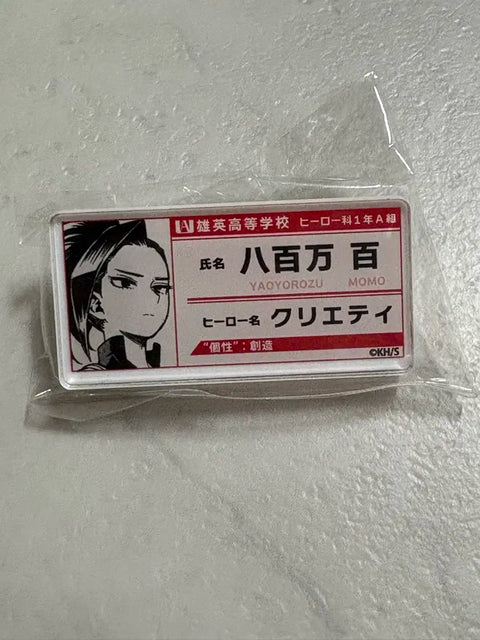 雄英高等学校 ヒーロー科1年A組
氏名 八百万 百
YAOYOROZU MOMO
ヒーロー名 クリエティ
"個性":創造
©KH/S